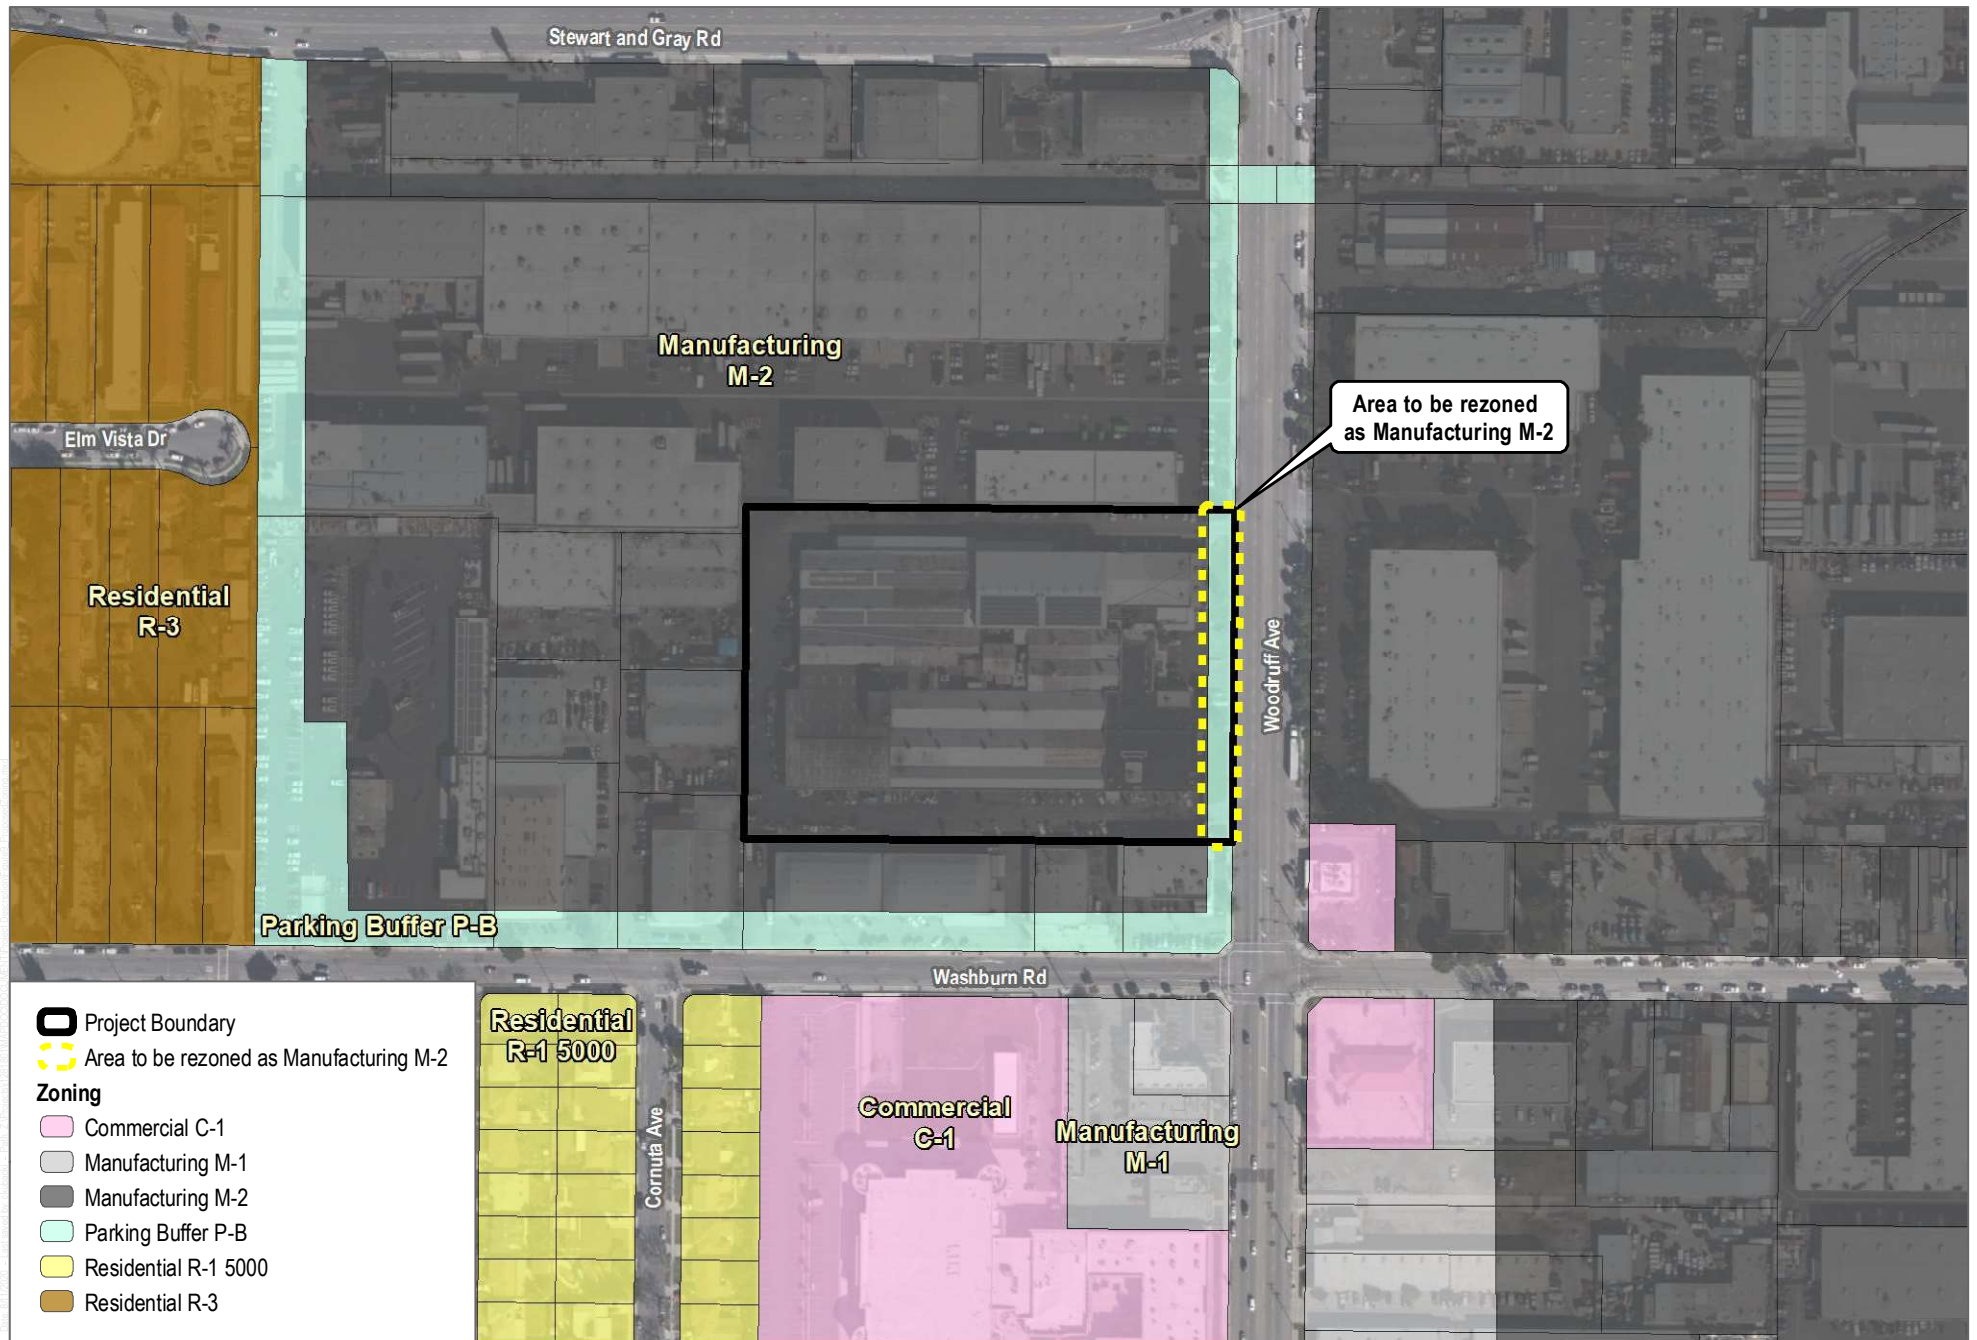 Stewart and Gray Rd
Manufacturing
M-2
Area to be rezoned
as Manufacturing M-2
Elm Vista Dr
Residential
R-3
Woodruff Ave
Parking Buffer P-B
Washburn Rd
Residential
R-1 5000
Cornuta Ave
Commercial
C-1
Manufacturing
M-1
Project Boundary
Area to be rezoned as Manufacturing M-2
Zoning
Commercial C-1
Manufacturing M-1
Manufacturing M-2
Parking Buffer P-B
Residential R-1 5000
Residential R-3